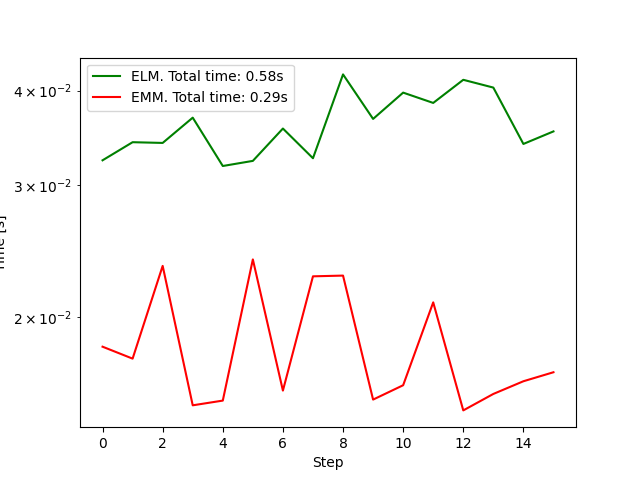 ELM. Total time: 0.58s
EMM. Total time: 0.29s
4 × 10⁻²
3 × 10⁻²
2 × 10⁻²
0 2 4 6 8 10 12 14
Step